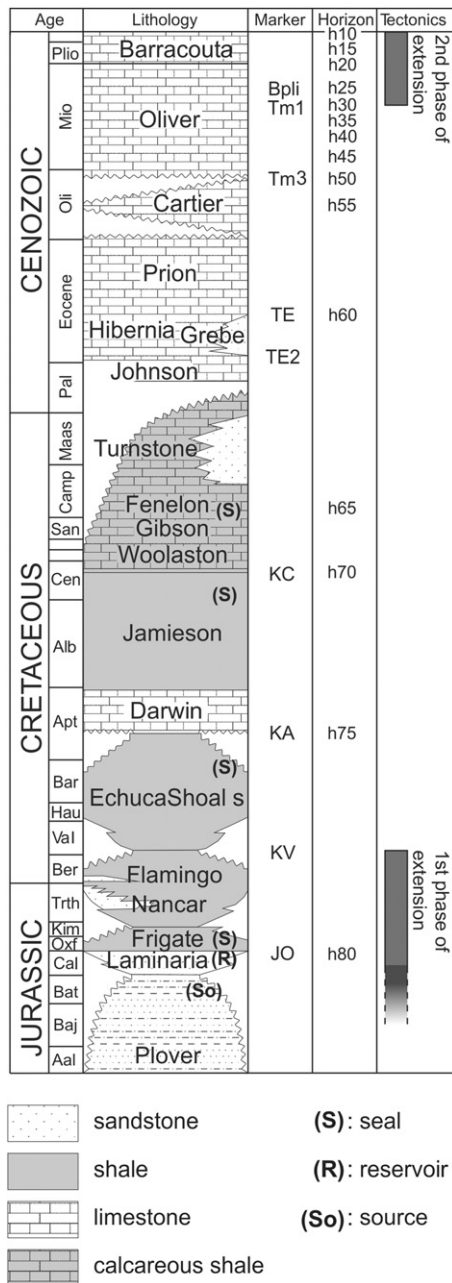 Age Lithology Marker Horizon Tectonics
CENOZOIC
CRETACEOUS
JURASSIC
Plio
Mio
Oli
Eocene
Pal
Maas
Camp
San
Cen
Alb
Apt
Bar
Hau
Val
Ber
Trth
Kim
Oxf
Cal
Bat
Baj
Aal
Barracouta
Oliver
Cartier
Prion
Hibernia
Grebe
Johnson
Turnstone
Fenelon
(S)
Gibson
Woolaston
(S)
Jamieson
Darwin
(S)
EchucaShoal s
Flamingo
Nancar
Frigate (S)
Laminaria (R)
(So)
Plover
Bpli
Tm1
Tm3
TE
TE2
KC
KA
KV
JO
h10
h15
h20
h25
h30
h35
h40
h45
h50
h55
h60
h65
h70
h75
h80
2nd phase of
extension
1st phase of
extension
sandstone (S): seal
shale (R): reservoir
limestone (So): source
calcareous shale